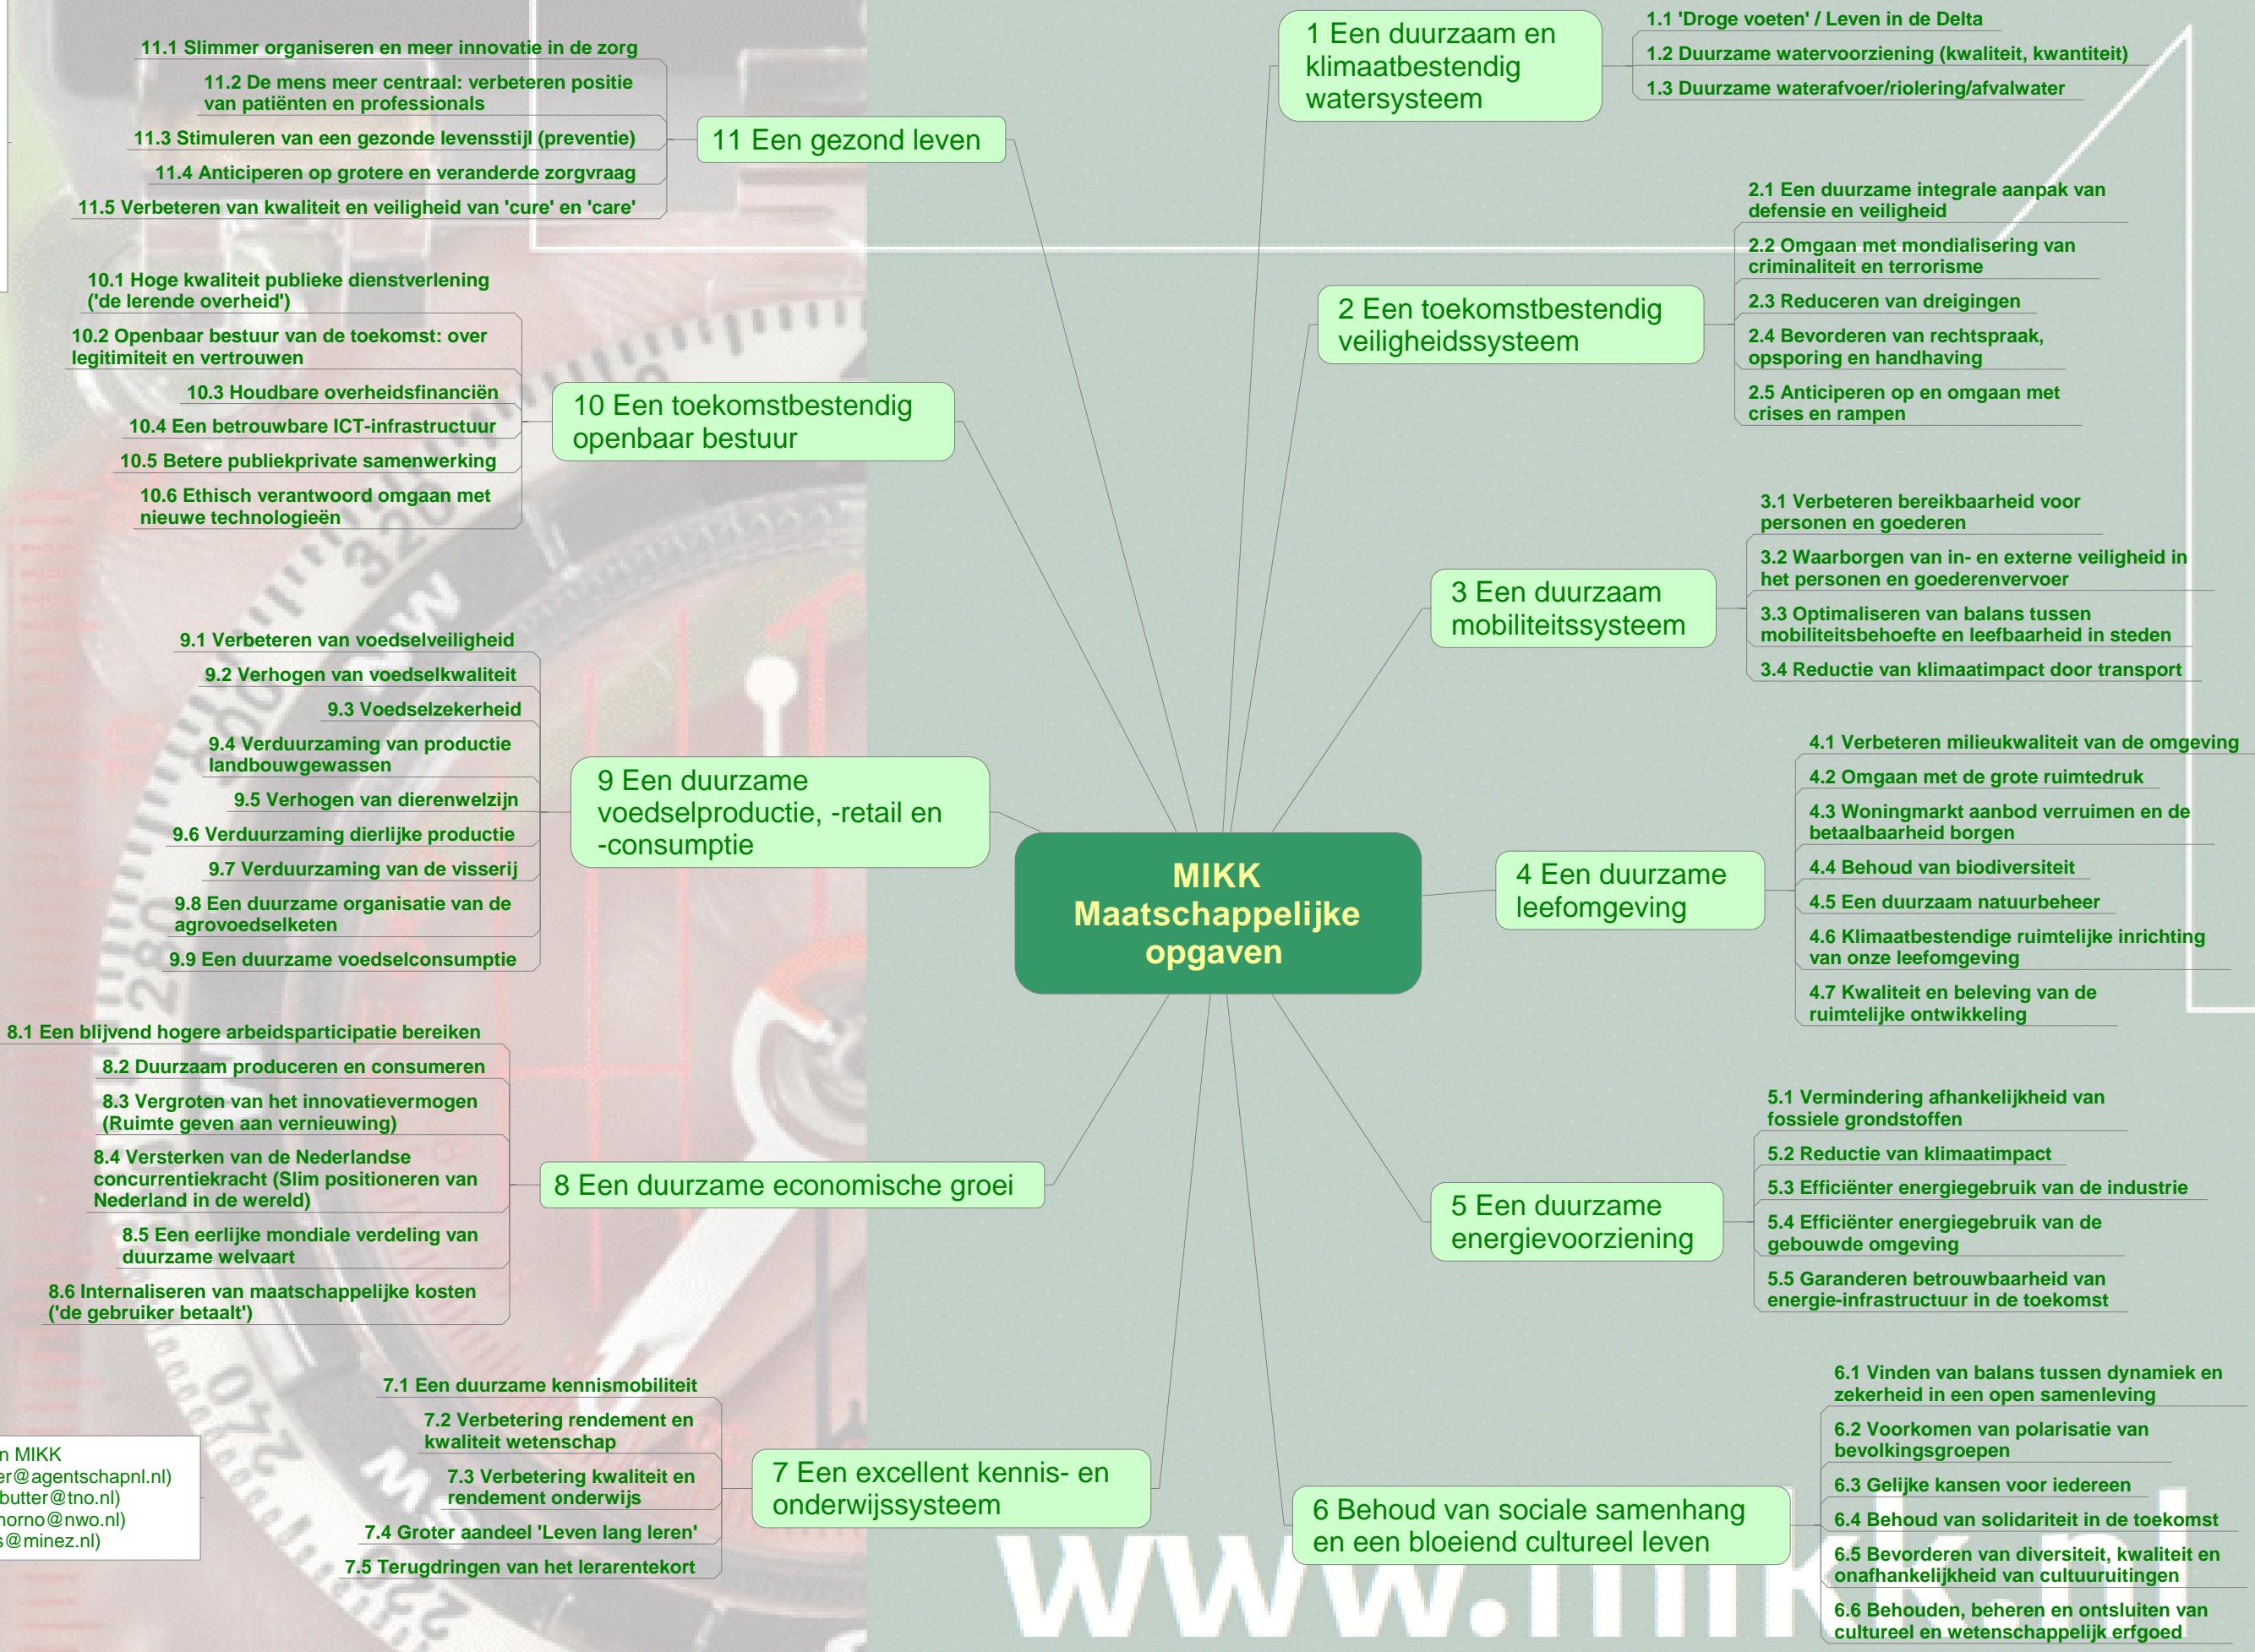 MIKK
Maatschappelijke
opgaven
1 Een duurzaam en
klimaatbestendig
watersysteem
1.1 'Droge voeten' / Leven in de Delta
1.2 Duurzame watervoorziening (kwaliteit, kwantiteit)
1.3 Duurzame waterafvoer/riolering/afvalwater
2 Een toekomstbestendig
veiligheidssysteem
2.1 Een duurzame integrale aanpak van
defensie en veiligheid
2.2 Omgaan met mondialisering van
criminaliteit en terrorisme
2.3 Reduceren van dreigingen
2.4 Bevorderen van rechtspraak,
opsporing en handhaving
2.5 Anticiperen op en omgaan met
crises en rampen
3 Een duurzaam
mobiliteitssysteem
3.1 Verbeteren bereikbaarheid voor
personen en goederen
3.2 Waarborgen van in- en externe veiligheid in
het personen en goederenvervoer
3.3 Optimaliseren van balans tussen
mobiliteitsbehoefte en leefbaarheid in steden
3.4 Reductie van klimaatimpact door transport
4 Een duurzame
leefomgeving
4.1 Verbeteren milieukwaliteit van de omgeving
4.2 Omgaan met de grote ruimtedruk
4.3 Woningmarkt aanbod verruimen en de
betaalbaarheid borgen
4.4 Behoud van biodiversiteit
4.5 Een duurzaam natuurbeheer
4.6 Klimaatbestendige ruimtelijke inrichting
van onze leefomgeving
4.7 Kwaliteit en beleving van de
ruimtelijke ontwikkeling
5 Een duurzame
energievoorziening
5.1 Vermindering afhankelijkheid van
fossiele grondstoffen
5.2 Reductie van klimaatimpact
5.3 Efficiënter energiegebruik van de industrie
5.4 Efficiënter energiegebruik van de
gebouwde omgeving
5.5 Garanderen betrouwbaarheid van
energie-infrastructuur in de toekomst
6 Behoud van sociale samenhang
en een bloeiend cultureel leven
6.1 Vinden van balans tussen dynamiek en
zekerheid in een open samenleving
6.2 Voorkomen van polarisatie van
bevolkingsgroepen
6.3 Gelijke kansen voor iedereen
6.4 Behoud van solidariteit in de toekomst
6.5 Bevorderen van diversiteit, kwaliteit en
onafhankelijkheid van cultuuruitingen
6.6 Behouden, beheren en ontsluiten van
cultureel en wetenschappelijk erfgoed
7 Een excellent kennis- en
onderwijssysteem
7.1 Een duurzame kennismobiliteit
7.2 Verbetering rendement en
kwaliteit wetenschap
7.3 Verbetering kwaliteit en
rendement onderwijs
7.4 Groter aandeel 'Leven lang leren'
7.5 Terugdringen van het lerarentekort
8 Een duurzame economische groei
8.1 Een blijvend hogere arbeidsparticipatie bereiken
8.2 Duurzaam produceren en consumeren
8.3 Vergroten van het innovatievermogen
(Ruimte geven aan vernieuwing)
8.4 Versterken van de Nederlandse
concurrentiekracht (Slim positioneren van
Nederland in de wereld)
8.5 Een eerlijke mondiale verdeling van
duurzame welvaart
8.6 Internaliseren van maatschappelijke kosten
('de gebruiker betaalt')
9 Een duurzame
voedselproductie, -retail en
-consumptie
9.1 Verbeteren van voedselveiligheid
9.2 Verhogen van voedselkwaliteit
9.3 Voedselzekerheid
9.4 Verduurzaming van productie
landbouwgewassen
9.5 Verhogen van dierenwelzijn
9.6 Verduurzaming dierlijke productie
9.7 Verduurzaming van de visserij
9.8 Een duurzame organisatie van de
agrovoedselketen
9.9 Een duurzame voedselconsumptie
10 Een toekomstbestendig
openbaar bestuur
10.1 Hoge kwaliteit publieke dienstverlening
('de lerende overheid')
10.2 Openbaar bestuur van de toekomst: over
legitimiteit en vertrouwen
10.3 Houdbare overheidsfinanciën
10.4 Een betrouwbare ICT-infrastructuur
10.5 Betere publiekprivate samenwerking
10.6 Ethisch verantwoord omgaan met
nieuwe technologieën
11 Een gezond leven
11.1 Slimmer organiseren en meer innovatie in de zorg
11.2 De mens meer centraal: verbeteren positie
van patiënten en professionals
11.3 Stimuleren van een gezonde levensstijl (preventie)
11.4 Anticiperen op grotere en veranderde zorgvraag
11.5 Verbeteren van kwaliteit en veiligheid van 'cure' en 'care'
n MIKK
er@agentschapnl.nl)
butter@tno.nl)
norno@nwo.nl)
s@minez.nl)
320
NW
300
280
W
SW
220
www.mikk.nl